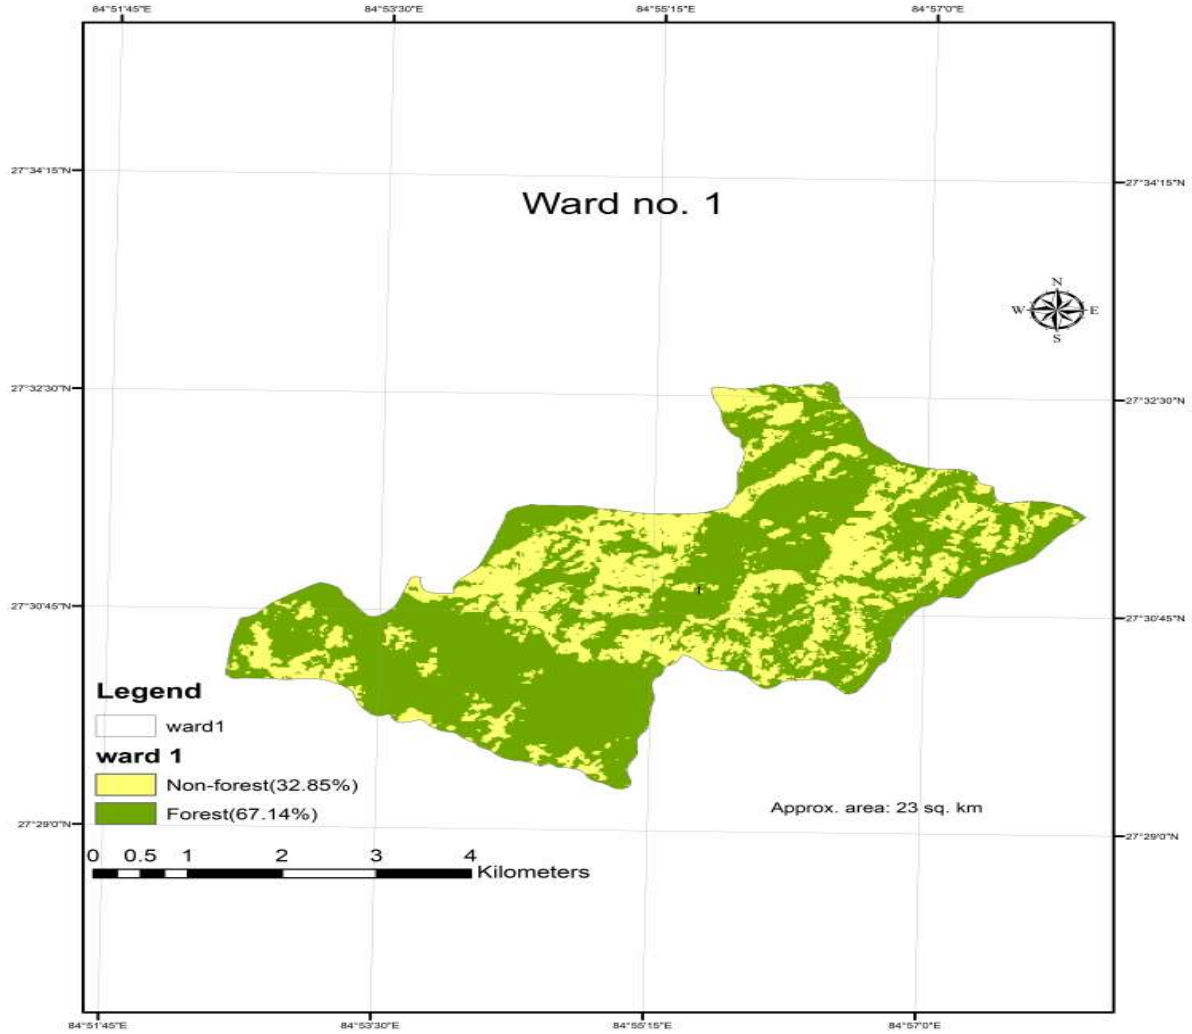 84°51'45"E 84°53'30"E 84°55'15"E 84°57'0"E
27°34'15"N
27°34'15"N
Ward no. 1
N
W E
S
27°32'30"N
27°32'30"N
1
27°30'45"N
27°30'45"N
Legend
ward1
ward 1
Non-forest(32.85%)
Forest(67.14%)
Approx. area: 23 sq. km
27°29'0"N
27°29'0"N
0 0.5 1 2 3 4
Kilometers
84°51'45"E 84°53'30"E 84°55'15"E 84°57'0"E